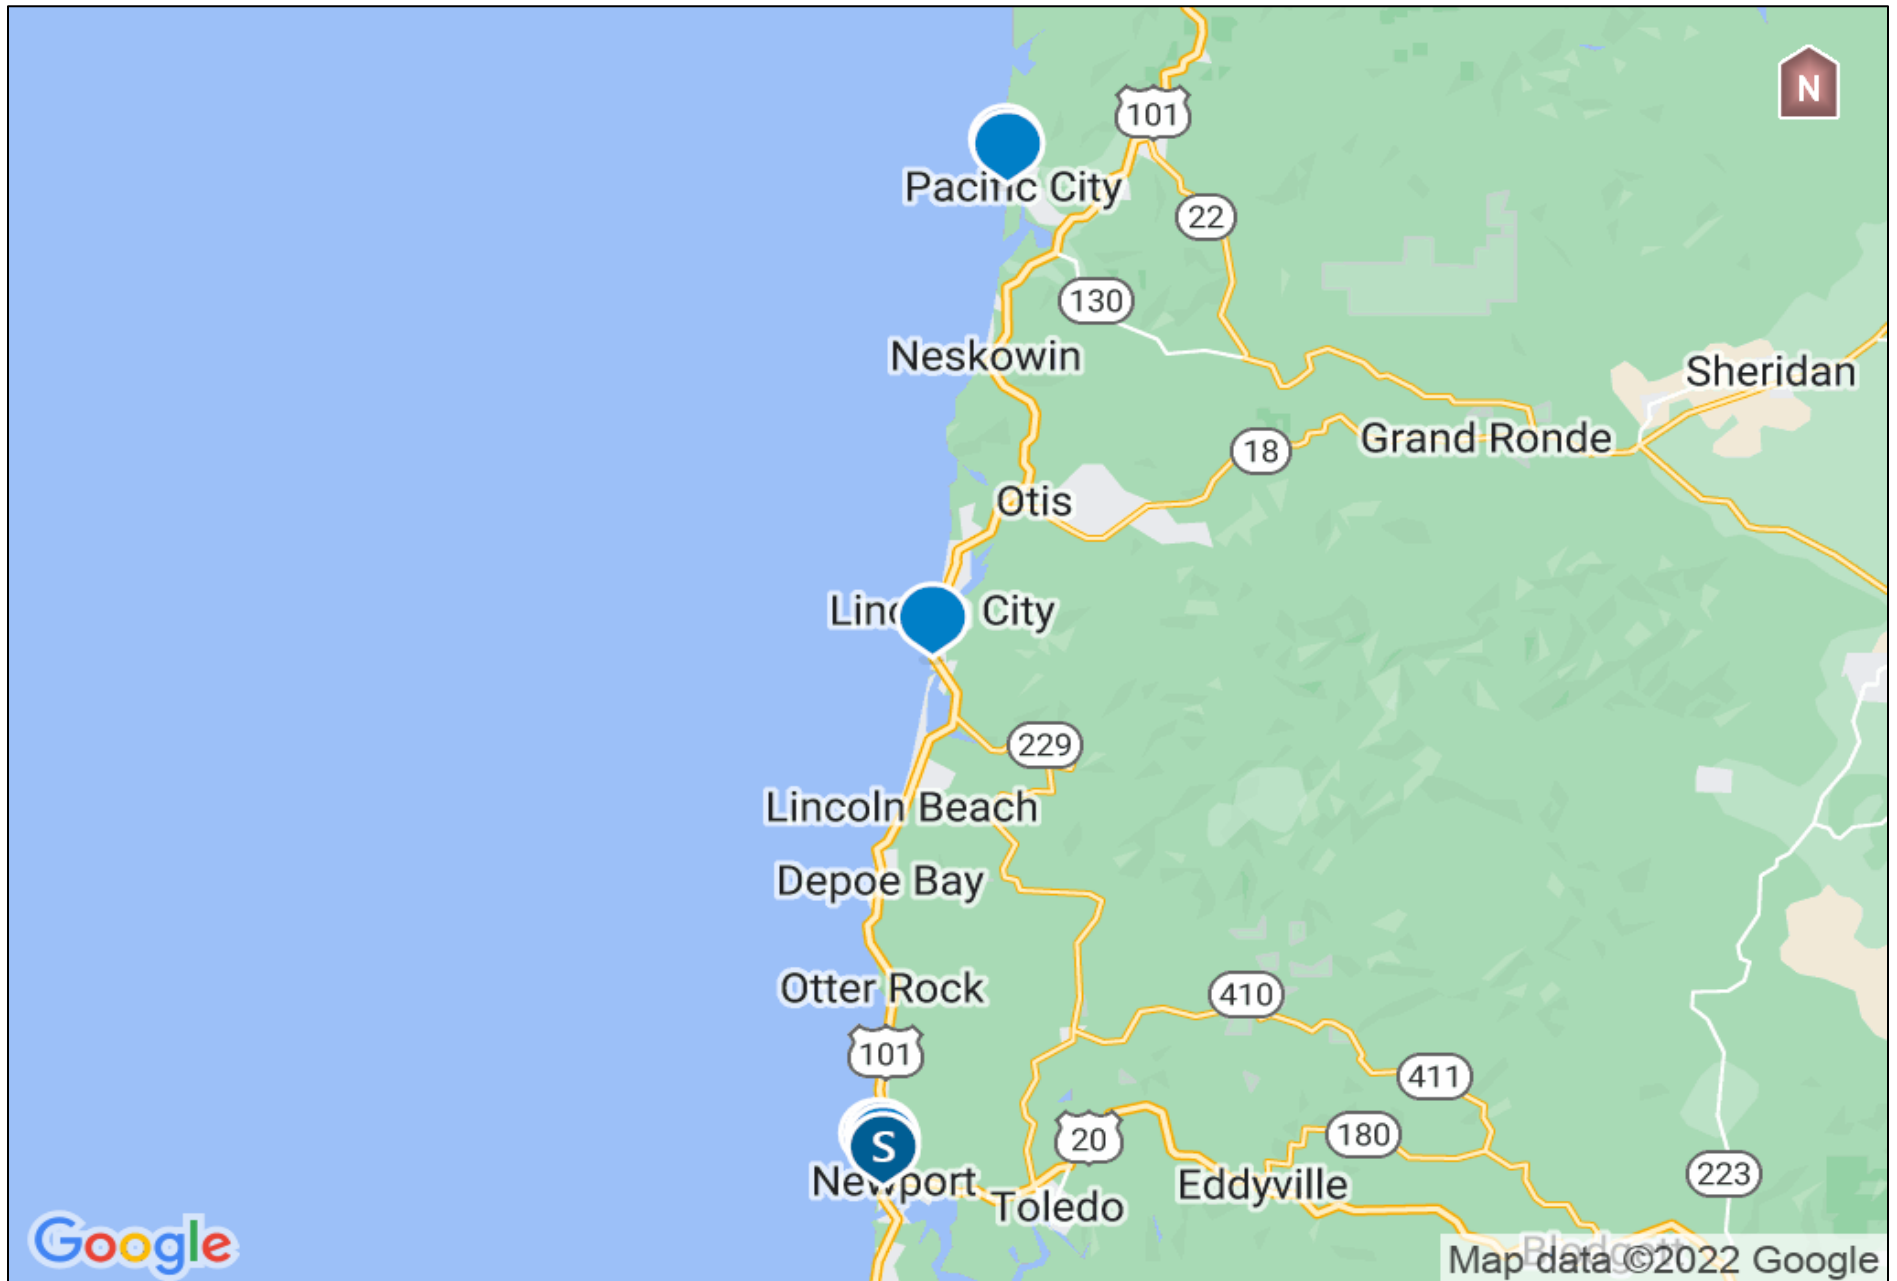 N
101
Pacific City
22
130
Neskowin
Sheridan
Grand Ronde
18
Otis
Lincoln City
229
Lincoln Beach
Depoe Bay
Otter Rock
410
101
411
S
20
180
Newport
Toledo
Eddyville
223
Blodgett
Google
Map data ©2022 Google